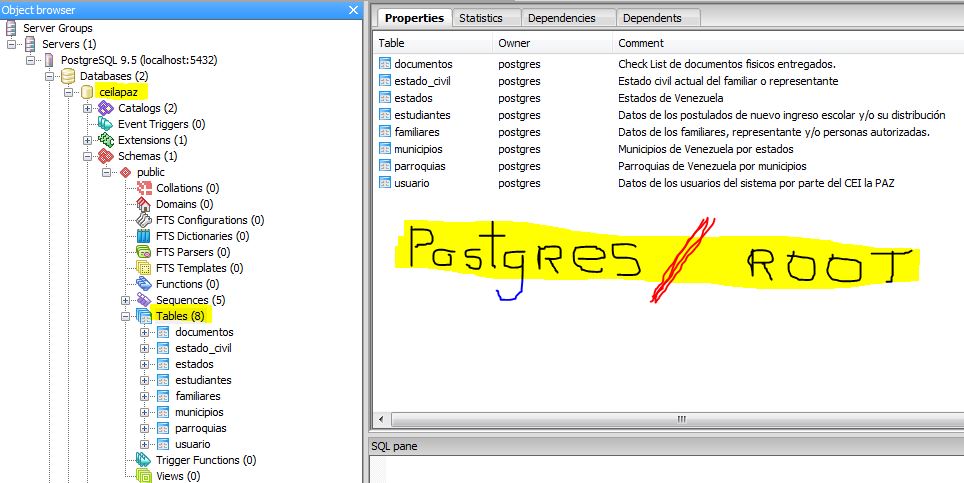 Object browser
Server Groups
Servers (1)
PostgreSQL 9.5 (localhost:5432)
Databases (2)
ceilapaz
Catalogs (2)
Event Triggers (0)
Extensions (1)
Schemas (1)
public
Collations (0)
Domains (0)
FTS Configurations (0)
FTS Dictionaries (0)
FTS Parsers (0)
FTS Templates (0)
Functions (0)
Sequences (5)
Tables (8)
documentos
estado_civil
estados
estudiantes
familiares
municipios
parroquias
usuario
Trigger Functions (0)
Views (0)
Properties Statistics Dependencies Dependents
Table Owner Comment
documentos postgres Check List de documentos fisicos entregados.
estado_civil postgres Estado civil actual del familiar o representante
estados postgres Estados de Venezuela
estudiantes postgres Datos de los postulados de nuevo ingreso escolar y/o su distribución
familiares postgres Datos de los familiares, representante y/o personas autorizadas.
municipios postgres Municipios de Venezuela por estados
parroquias postgres Parroquias de Venezuela por municipios
usuario postgres Datos de los usuarios del sistema por parte del CEI la PAZ
Postgres / ROOT
SQL pane